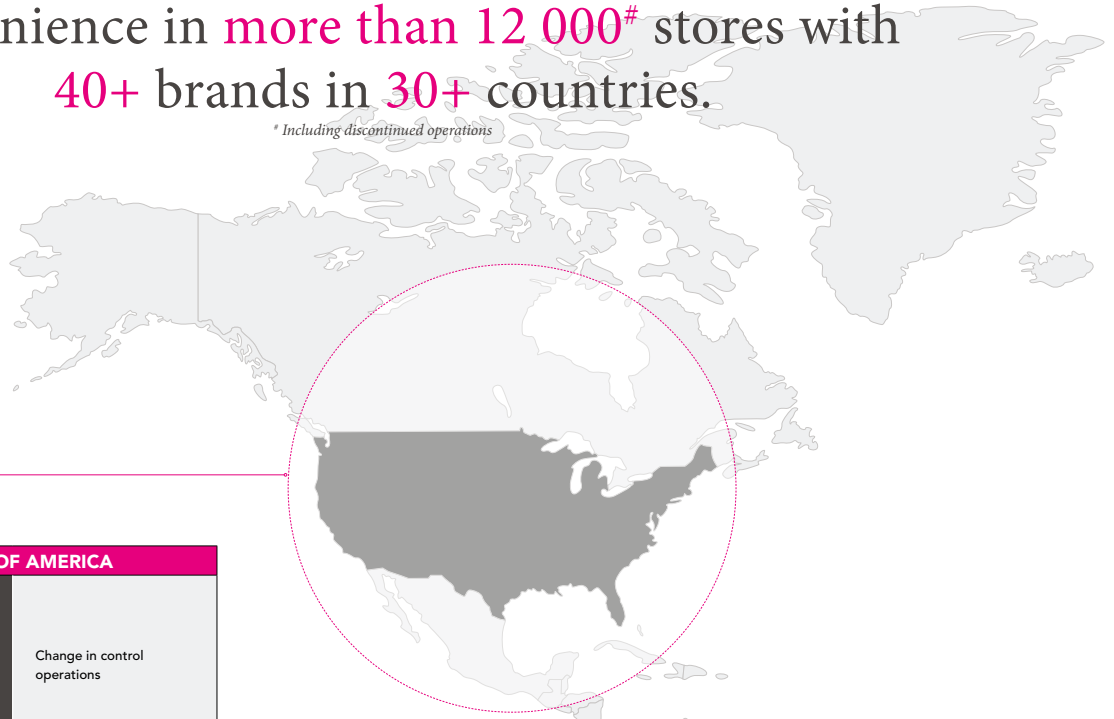 nience in more than 12 000# stores with
40+ brands in 30+ countries.
# Including discontinued operations
OF AMERICA
Change in control
operations